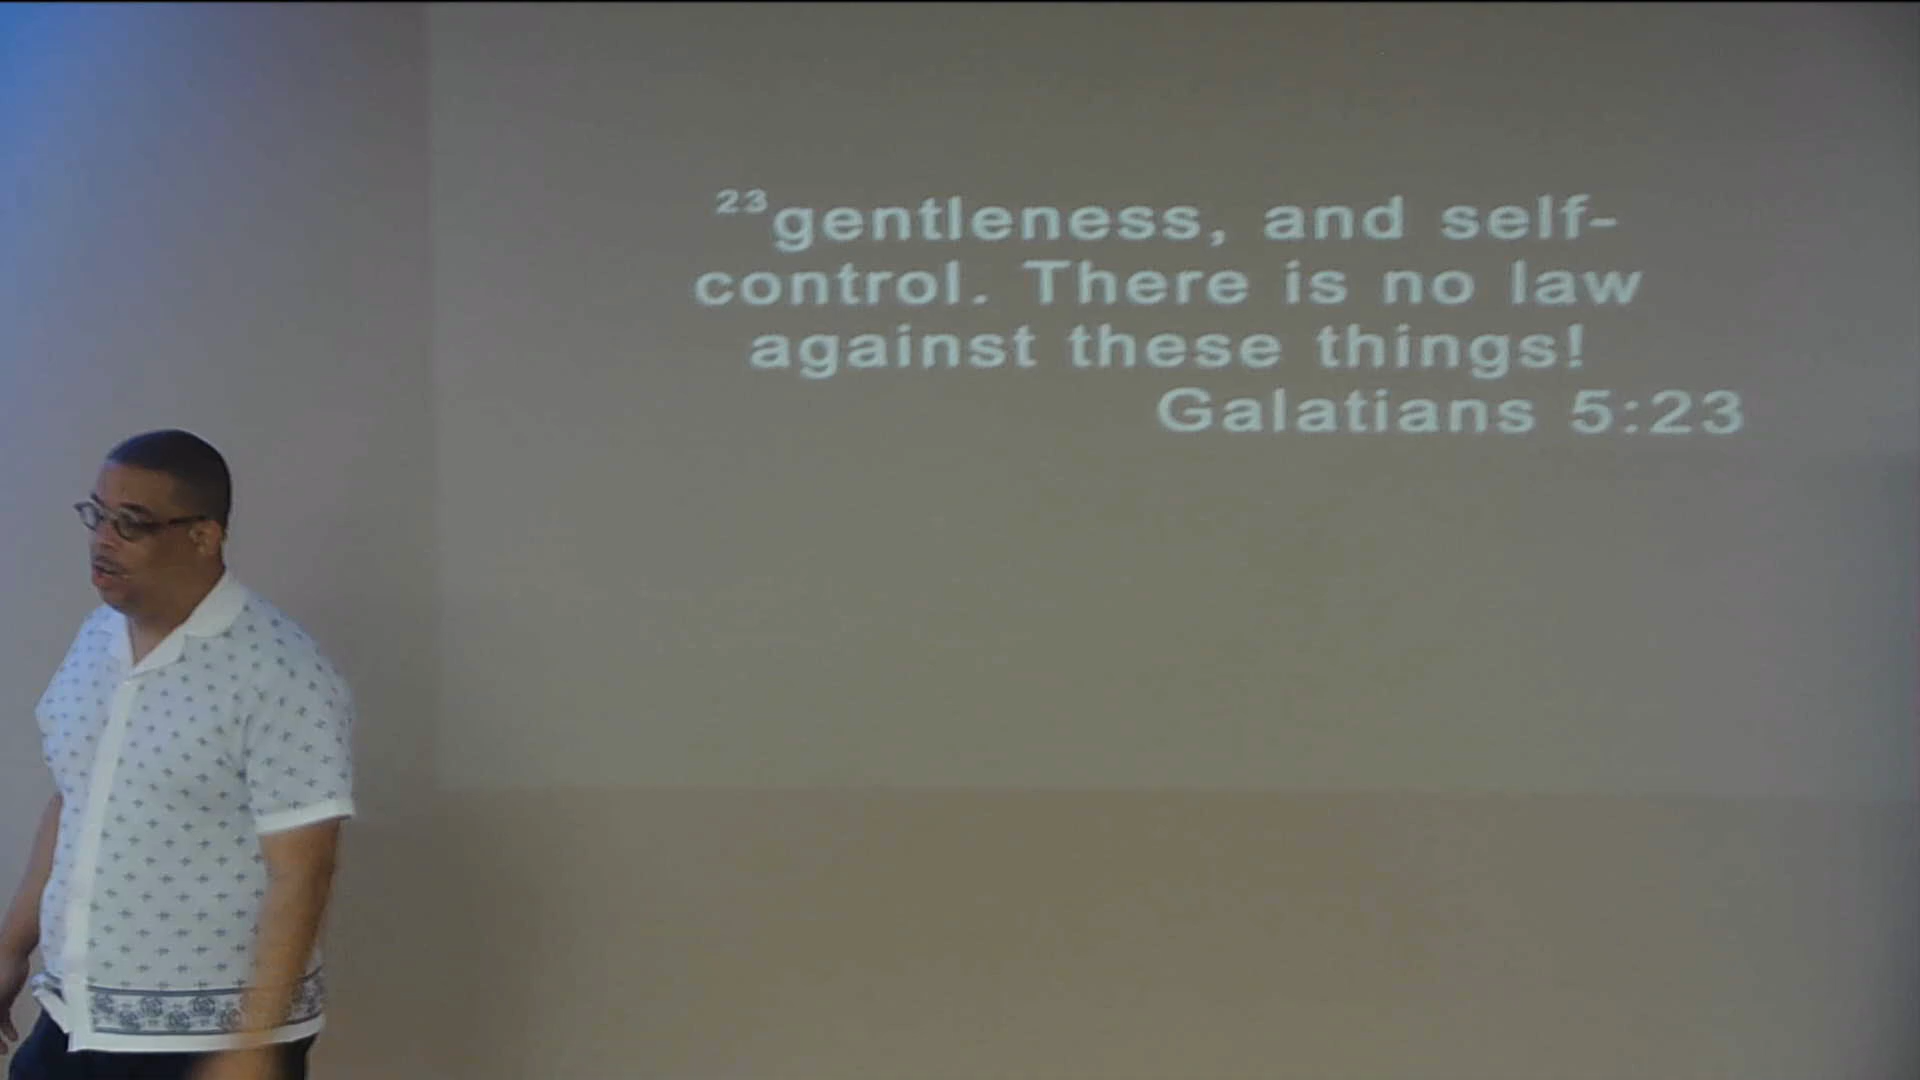 23gentleness, and self-
control. There is no law
against these things!
Galatians 5:23